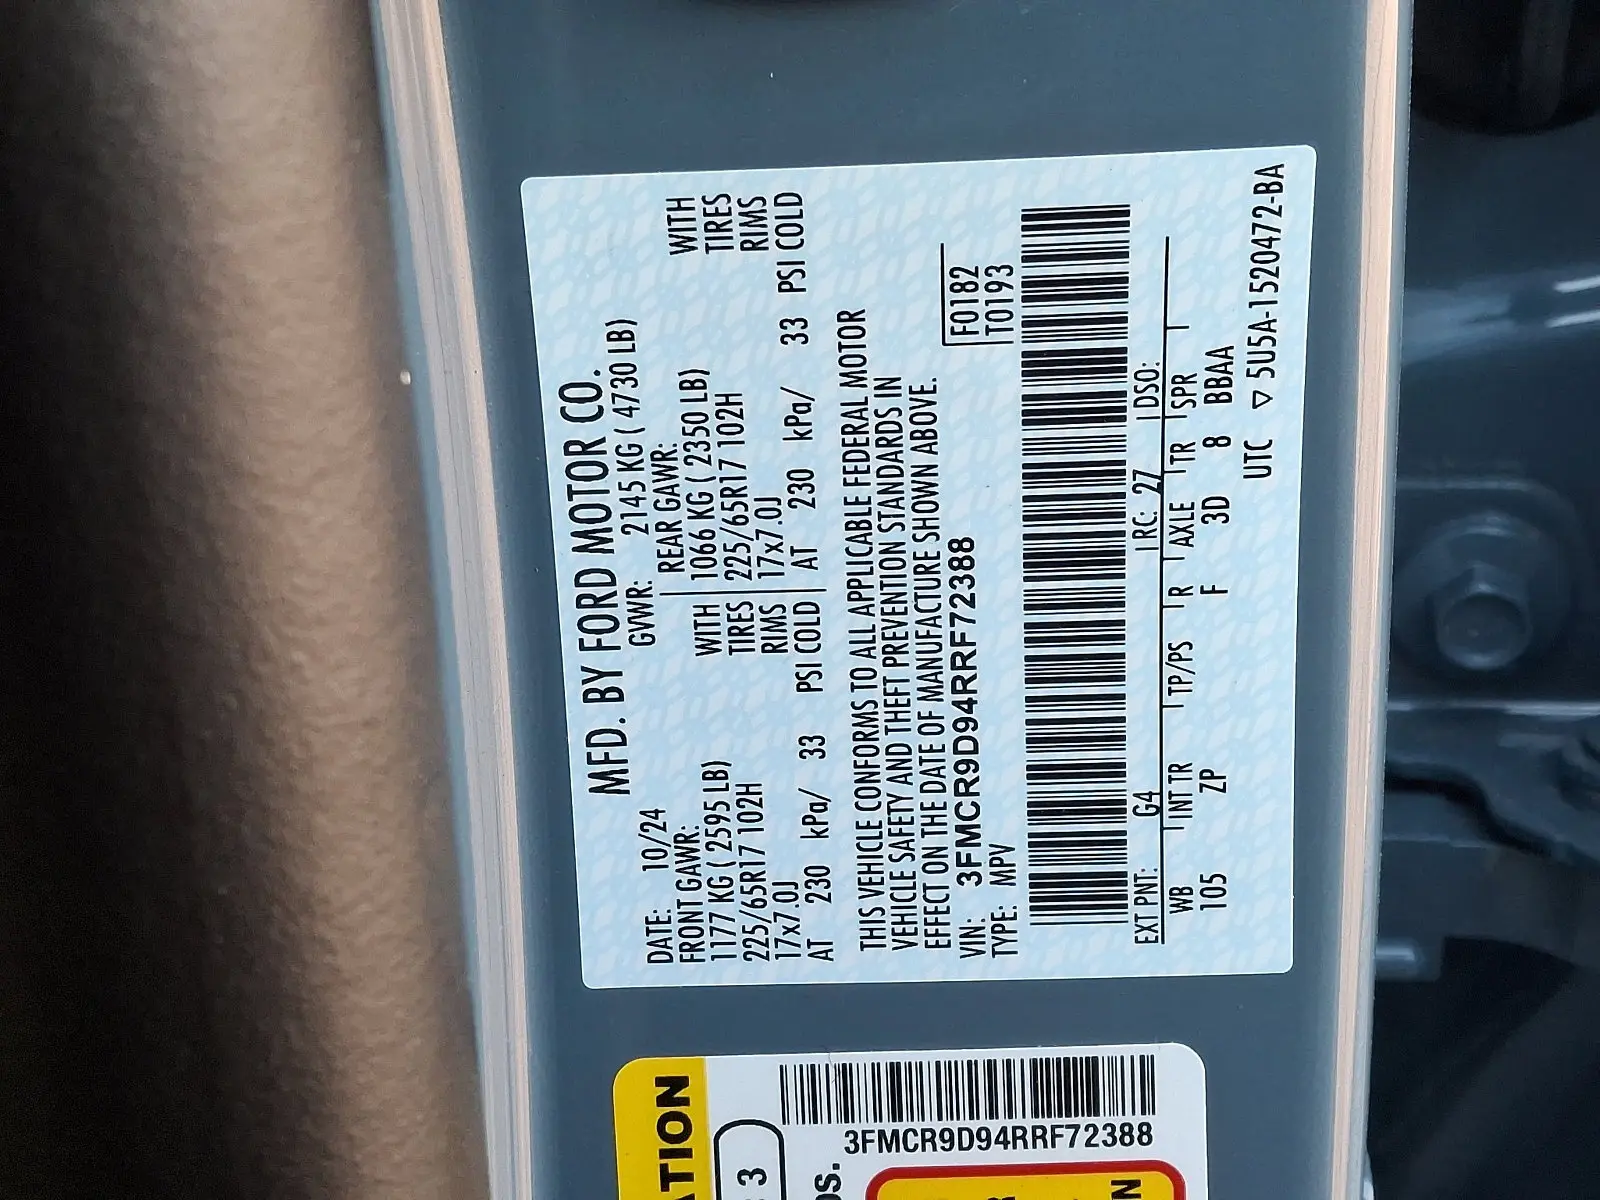 MFD. BY FORD MOTOR CO.
DATE: 10/24 GVWR: 2145 KG ( 4730 LB)
FRONT GAWR: REAR GAWR:
1177 KG ( 2595 LB) WITH 1066 KG ( 2350 LB) WITH
225/65R17 102H TIRES 225/65R17 102H TIRES
17x7.0J RIMS 17x7.0J RIMS
AT 230 kPa/ 33 PSI COLD AT 230 kPa/ 33 PSI COLD
THIS VEHICLE CONFORMS TO ALL APPLICABLE FEDERAL MOTOR
VEHICLE SAFETY AND THEFT PREVENTION STANDARDS IN
EFFECT ON THE DATE OF MANUFACTURE SHOWN ABOVE.
VIN: 3FMCR9D94RRF72388 F0182
TYPE: MPV T0193
EXT PNT: G4 RC: 27 DSO:
WB INT TR TP/PS R AXLE TR SPR
105 ZP F 3D 8 BBAA
UTC ▽ 5U5A-1520472-BA
ATION
3
3FMCR9D94RRF72388